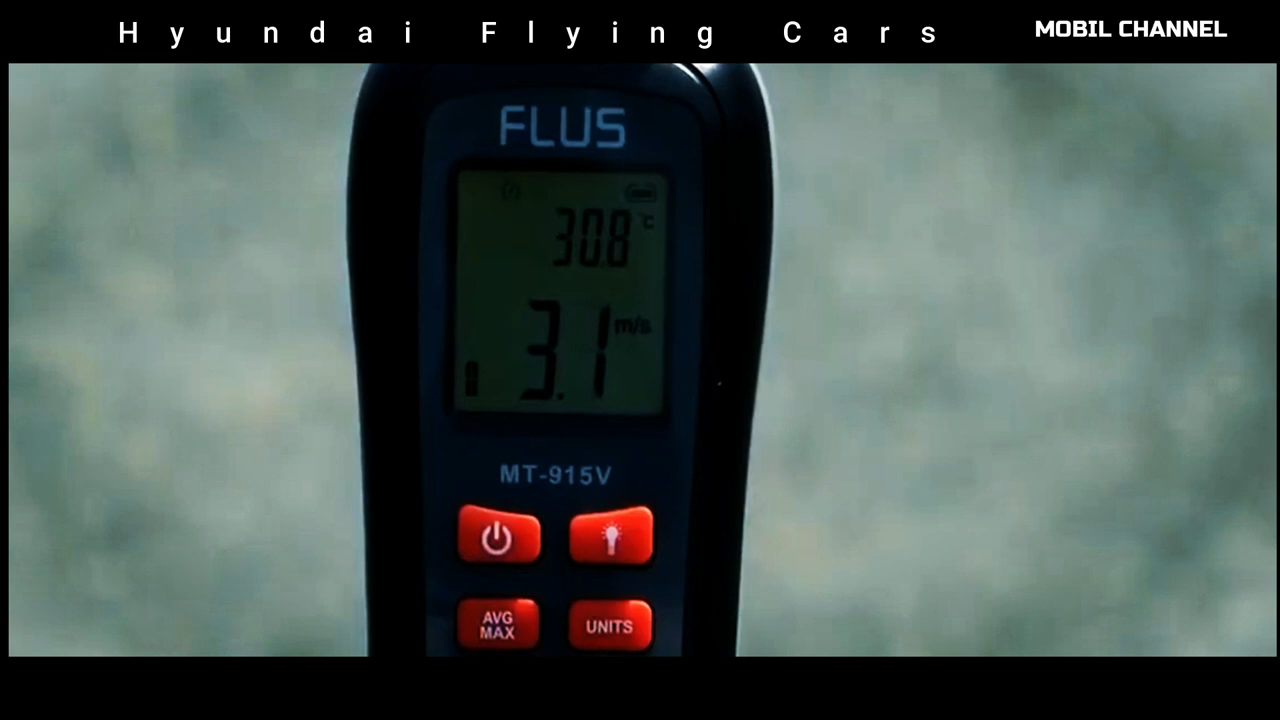 Hyundai Flying Cars
MOBIL CHANNEL
FLUS
30.8 °C
3.1 m/s
MT-915V
AVG
MAX
UNITS